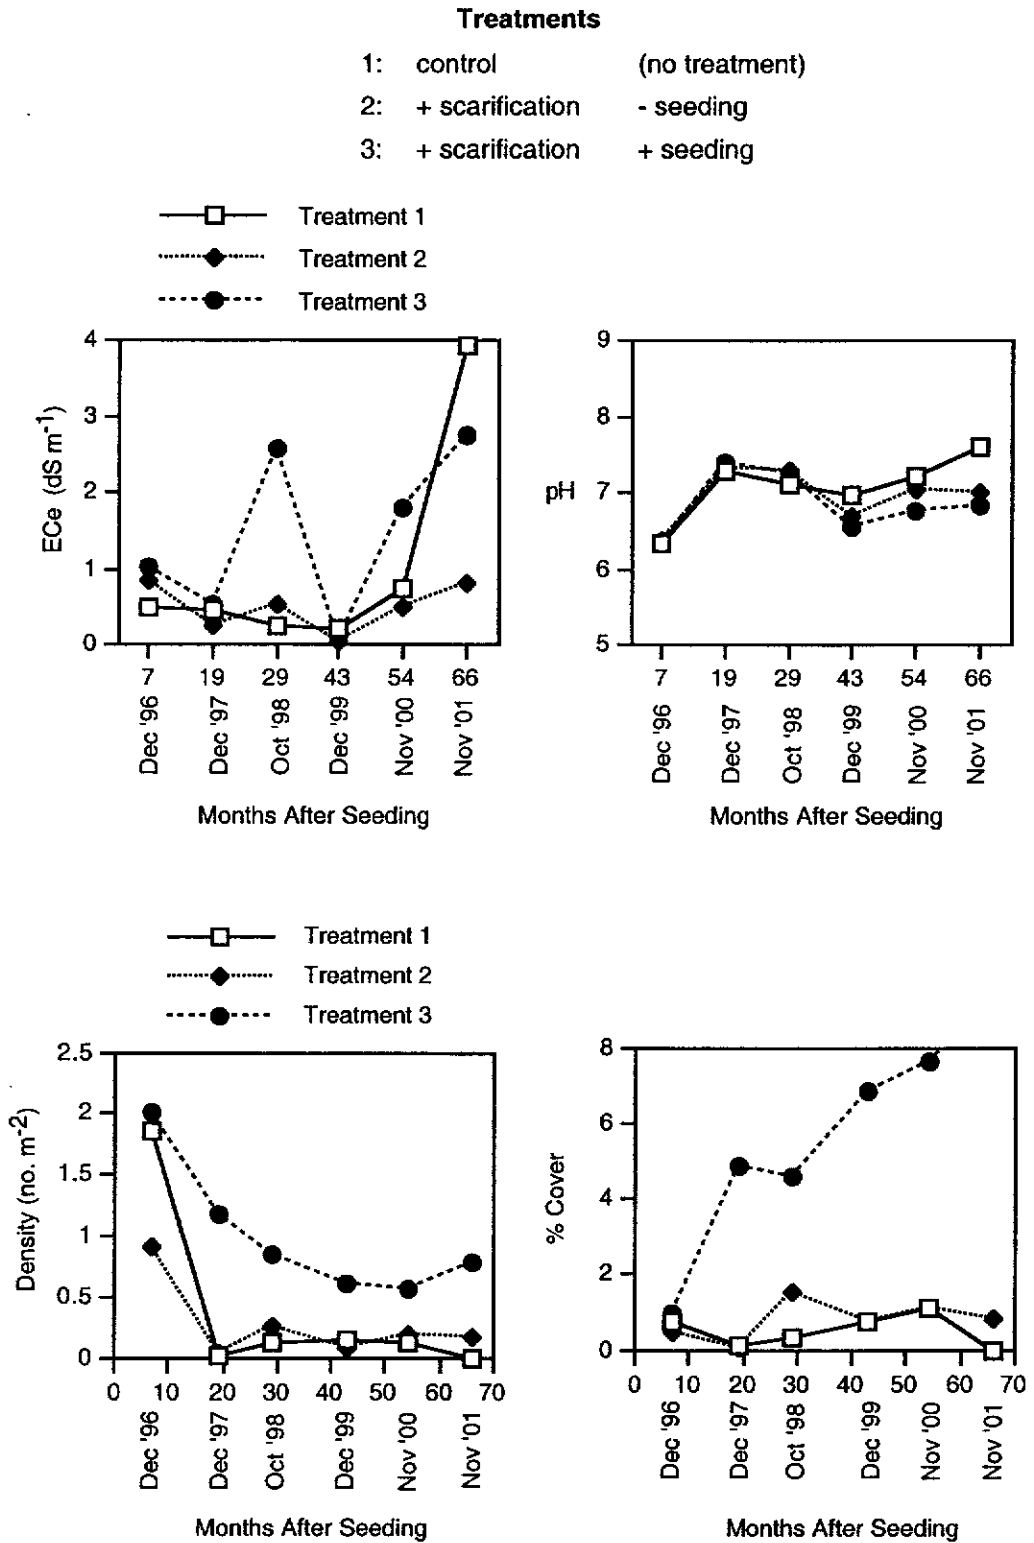 Treatments
1: control (no treatment)
2: + scarification - seeding
3: + scarification + seeding
Treatment 1
Treatment 2
Treatment 3
4
3
2
1
0
ECe (dS m-1)
7 19 29 43 54 66
Dec '96 Dec '97 Oct '98 Dec '99 Nov '00 Nov '01
Months After Seeding
9
8
7
6
5
pH
7 19 29 43 54 66
Dec '96 Dec '97 Oct '98 Dec '99 Nov '00 Nov '01
Months After Seeding
Treatment 1
Treatment 2
Treatment 3
2.5
2
1.5
1
0.5
0
Density (no. m-2)
0 10 20 30 40 50 60 70
Dec '96 Dec '97 Oct '98 Dec '99 Nov '00 Nov '01
Months After Seeding
8
6
4
2
0
% Cover
0 10 20 30 40 50 60 70
Dec '96 Dec '97 Oct '98 Dec '99 Nov '00 Nov '01
Months After Seeding